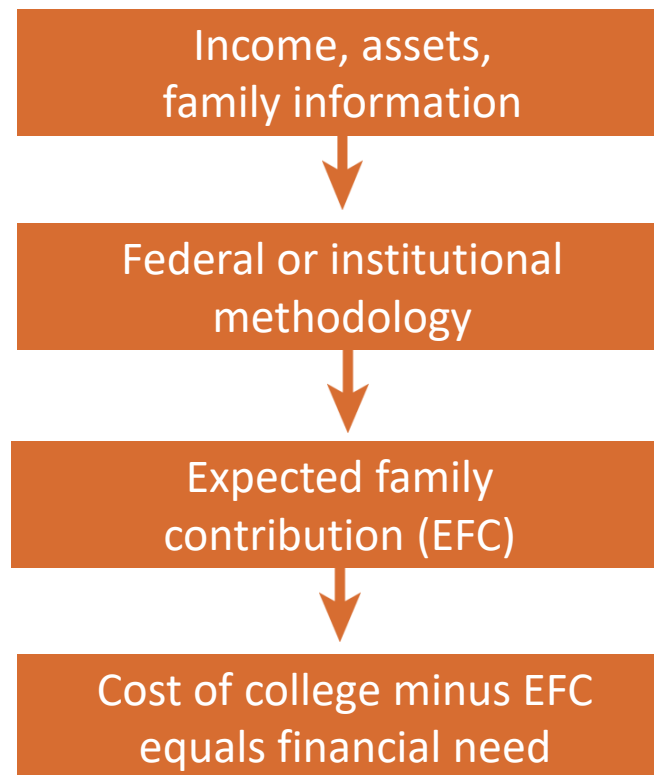 Income, assets,
family information
Federal or institutional
methodology
Expected family
contribution (EFC)
Cost of college minus EFC
equals financial need